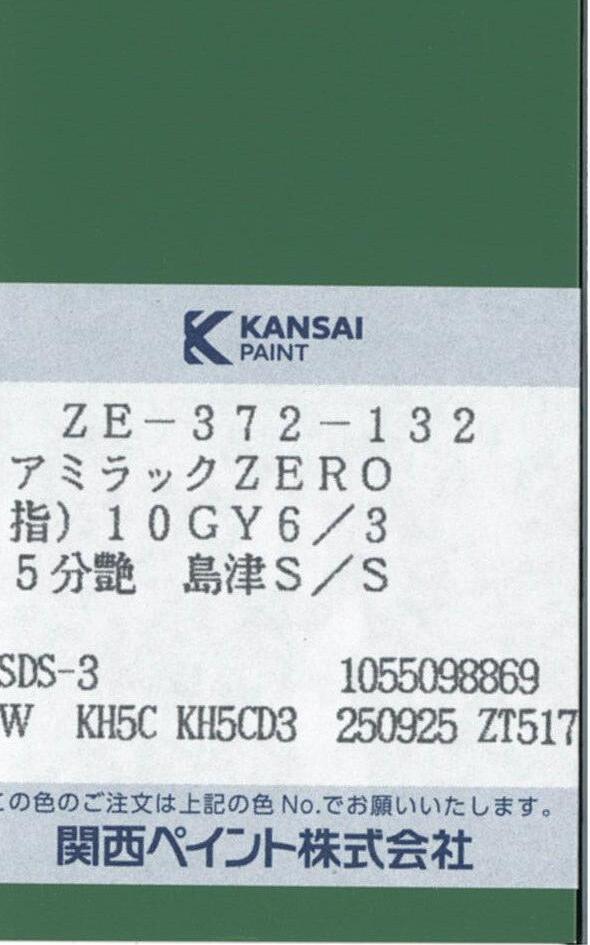 KANSAI
PAINT
ZE－372－132
アミラックZERO
指）10GY6／3
5分艶　島津S／S
SDS-3 1055098869
W KH5C KH5CD3 250925 ZT517
この色のご注文は上記の色No.でお願いいたします。
関西ペイント株式会社